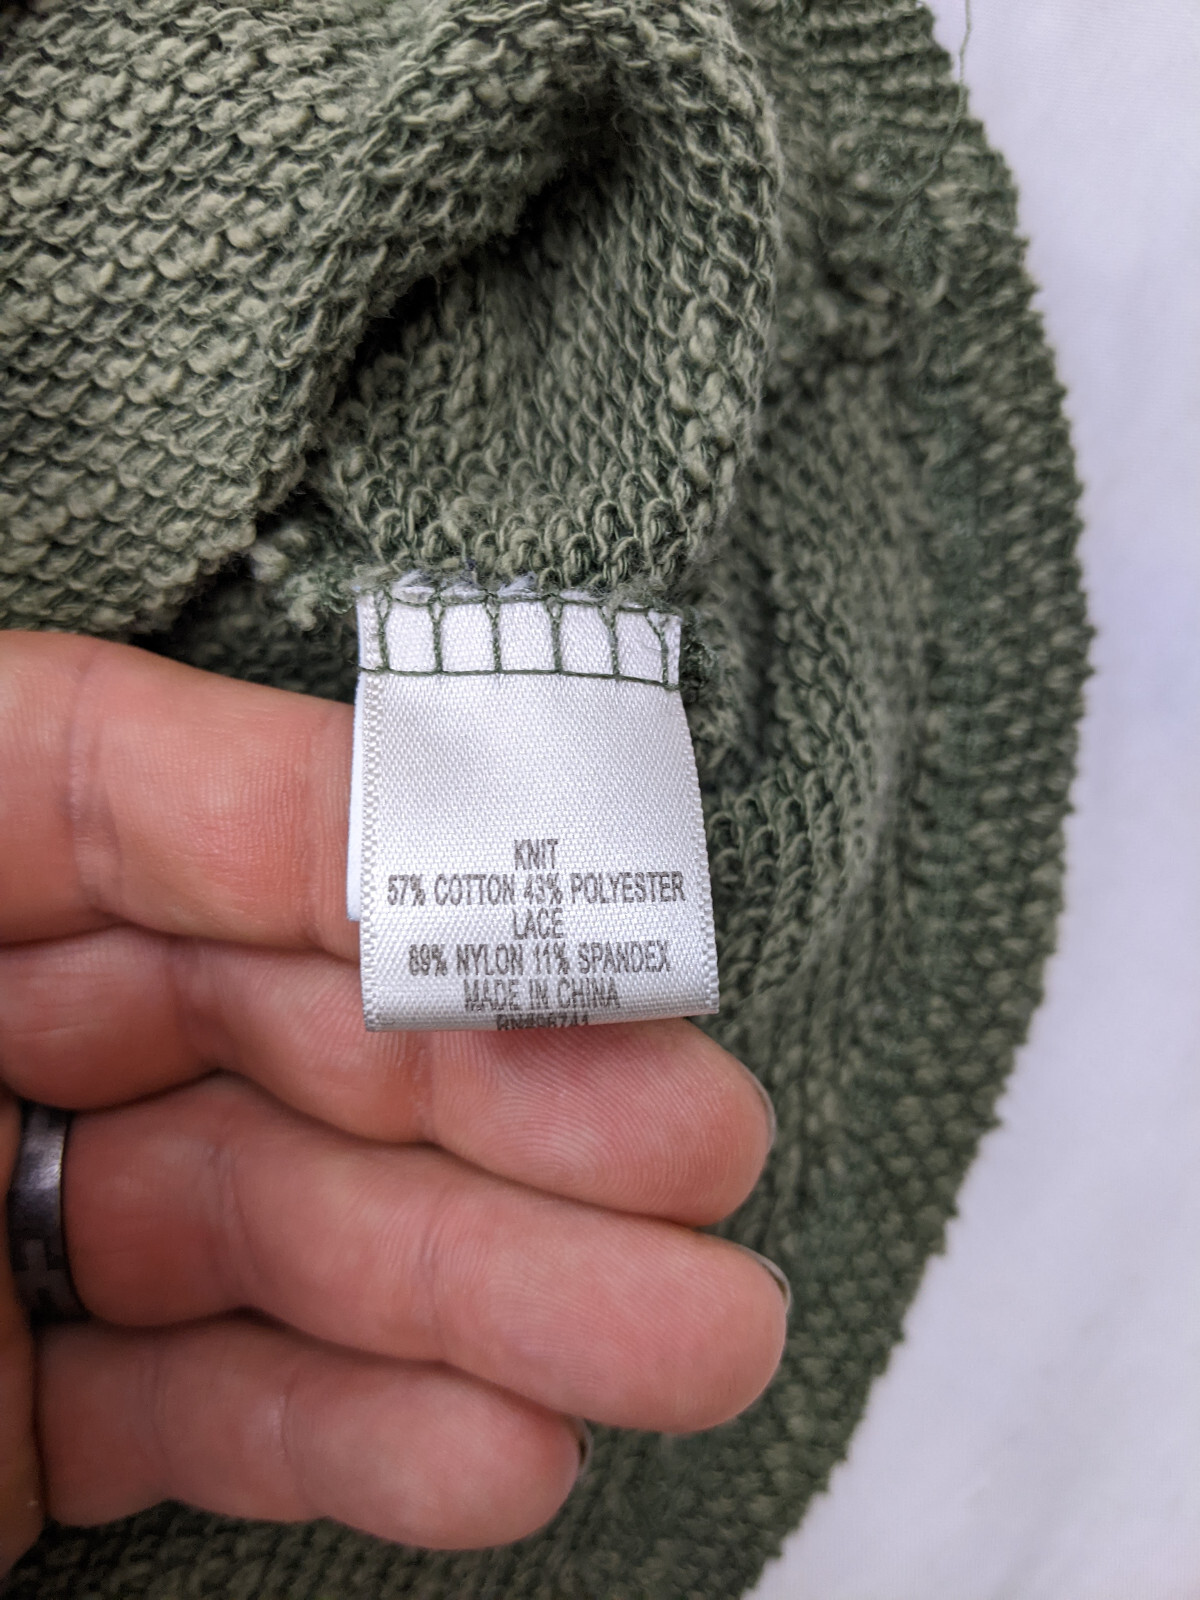 KNIT
57% COTTON 43% POLYESTER
LACE
89% NYLON 11% SPANDEX
MADE IN CHINA